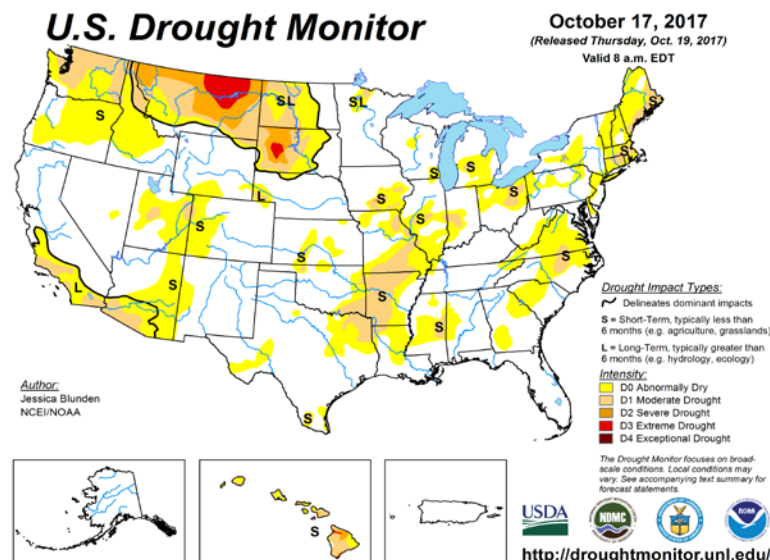 U.S. Drought Monitor
October 17, 2017
(Released Thursday, Oct. 19, 2017)
Valid 8 a.m. EDT
S
SL
SL
S
S
S
S
S
L
S
S
S
S
S
L
S
S
S
S
Drought Impact Types:
Delineates dominant impacts
S = Short-Term, typically less than
6 months (e.g. agriculture, grasslands)
L = Long-Term, typically greater than
6 months (e.g. hydrology, ecology)
Intensity:
D0 Abnormally Dry
D1 Moderate Drought
D2 Severe Drought
D3 Extreme Drought
D4 Exceptional Drought
Author:
Jessica Blunden
NCEI/NOAA
The Drought Monitor focuses on broad-
scale conditions. Local conditions may
vary. See accompanying text summary for
forecast statements.
S
USDA
NDMC
NOAA
http://droughtmonitor.unl.edu/